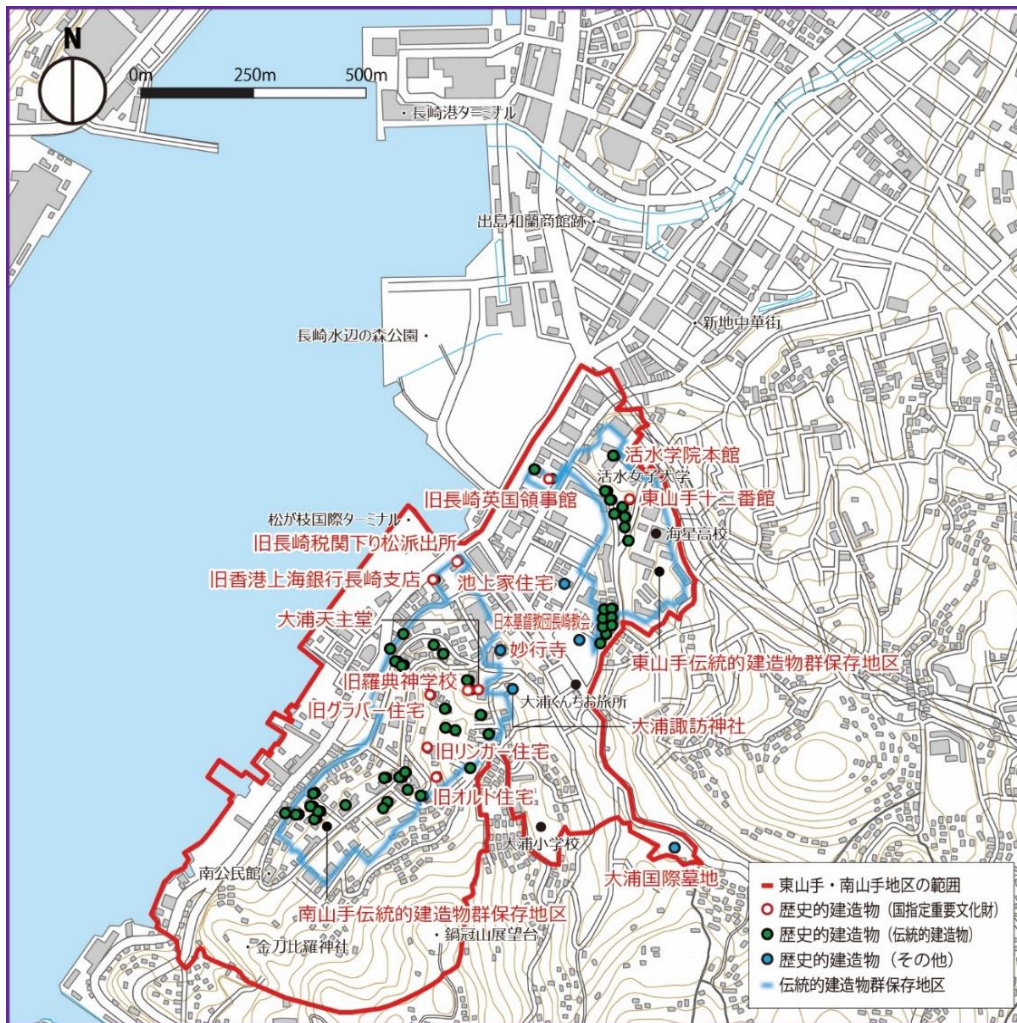 N
0m 250m 500m
・長崎港ターミナル
出島和蘭商館跡・
・新地中華街
長崎水辺の森公園・
活水学院本館
活水女子大学
旧長崎英国領事館
東山手十二番館
松が枝国際ターミナル・
海星高校
旧長崎税関下り松派出所
旧香港上海銀行長崎支店
池上家住宅
大浦天主堂
日本基督教団長崎教会
妙行寺
東山手伝統的建造物群保存地区
旧羅典神学校
大浦くんちお旅所
旧グラバー住宅
大浦諏訪神社
旧リンガー住宅
旧オルト住宅
大浦小学校
南公民館・
大浦国際墓地
南山手伝統的建造物群保存地区
・鍋冠山展望台
・金刀比羅神社
東山手・南山手地区の範囲
歴史的建造物（国指定重要文化財）
歴史的建造物（伝統的建造物）
歴史的建造物（その他）
伝統的建造物群保存地区